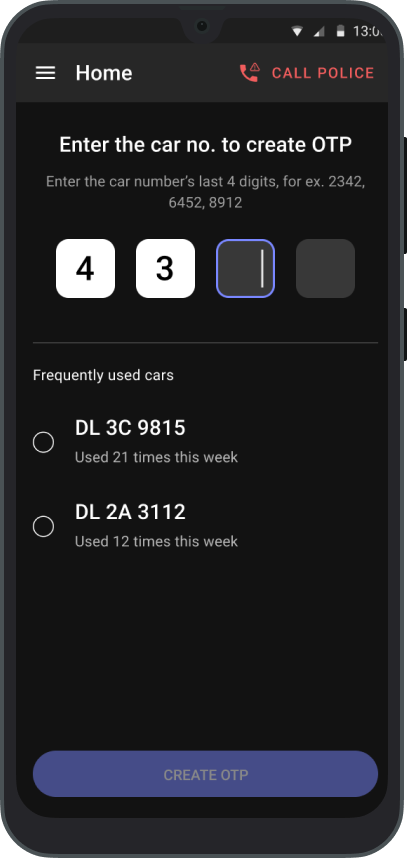 13:0
Home
CALL POLICE
Enter the car no. to create OTP
Enter the car number's last 4 digits, for ex. 2342,
6452, 8912
4 3
Frequently used cars
DL 3C 9815
Used 21 times this week
DL 2A 3112
Used 12 times this week
CREATE OTP